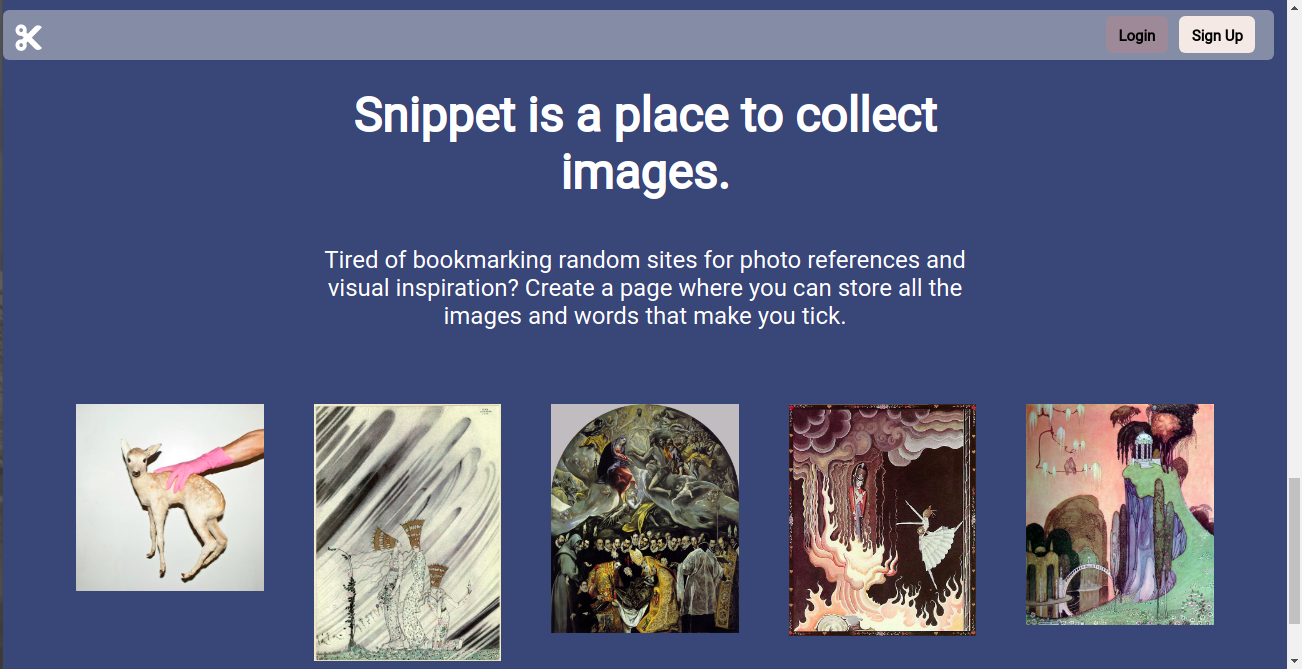 Login
Sign Up
Snippet is a place to collect
images.
Tired of bookmarking random sites for photo references and
visual inspiration? Create a page where you can store all the
images and words that make you tick.